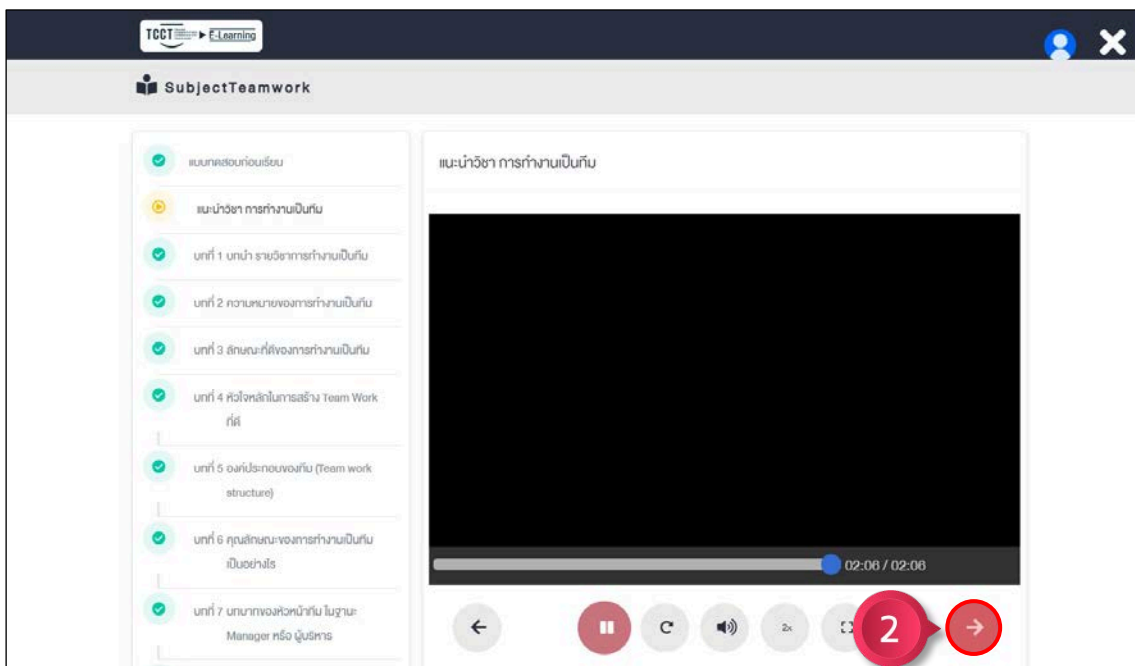 TCCT E-Learning
SubjectTeamwork
แบบทดสอบก่อนเรียน
แนะนำวิชา การทำงานเป็นทีม
บทที่ 1 บทนำ รายวิชาการทำงานเป็นทีม
บทที่ 2 ความหมายของการทำงานเป็นทีม
บทที่ 3 ลักษณะที่ดีของการทำงานเป็นทีม
บทที่ 4 หัวใจหลักในการสร้าง Team Work
ที่ดี
บทที่ 5 องค์ประกอบของทีม (Team work
structure)
บทที่ 6 คุณลักษณะของการทำงานเป็นทีม
เป็นอย่างไร
บทที่ 7 บทบาทของหัวหน้าทีม ในฐานะ
Manager หรือ ผู้บริหาร
แนะนำวิชา การทำงานเป็นทีม
02:06 / 02:06
2x
2